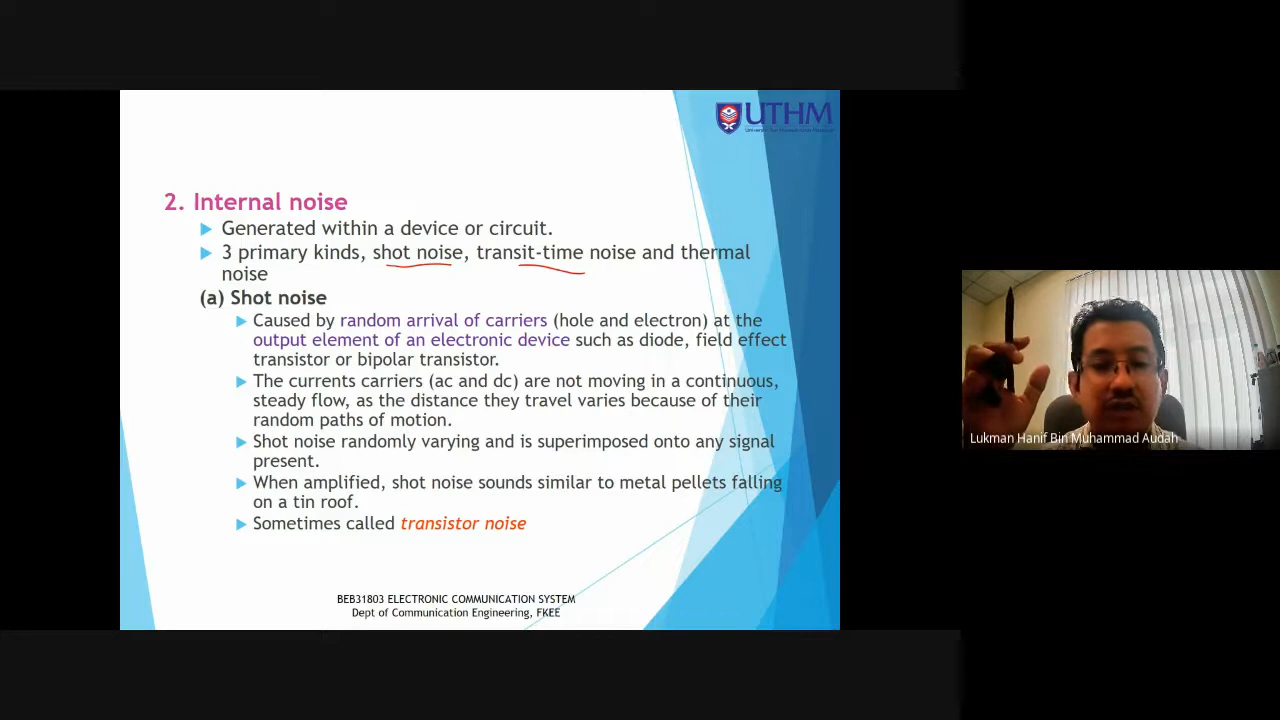 UTHM
2. Internal noise
Generated within a device or circuit.
3 primary kinds, shot noise, transit-time noise and thermal
noise
(a) Shot noise
Caused by random arrival of carriers (hole and electron) at the
output element of an electronic device such as diode, field effect
transistor or bipolar transistor.
The currents carriers (ac and dc) are not moving in a continuous,
steady flow, as the distance they travel varies because of their
random paths of motion.
Shot noise randomly varying and is superimposed onto any signal
present.
When amplified, shot noise sounds similar to metal pellets falling
on a tin roof.
Sometimes called transistor noise
BEB31803 ELECTRONIC COMMUNICATION SYSTEM
Dept of Communication Engineering, FKEE
Lukman Hanif Bin Muhammad Audah